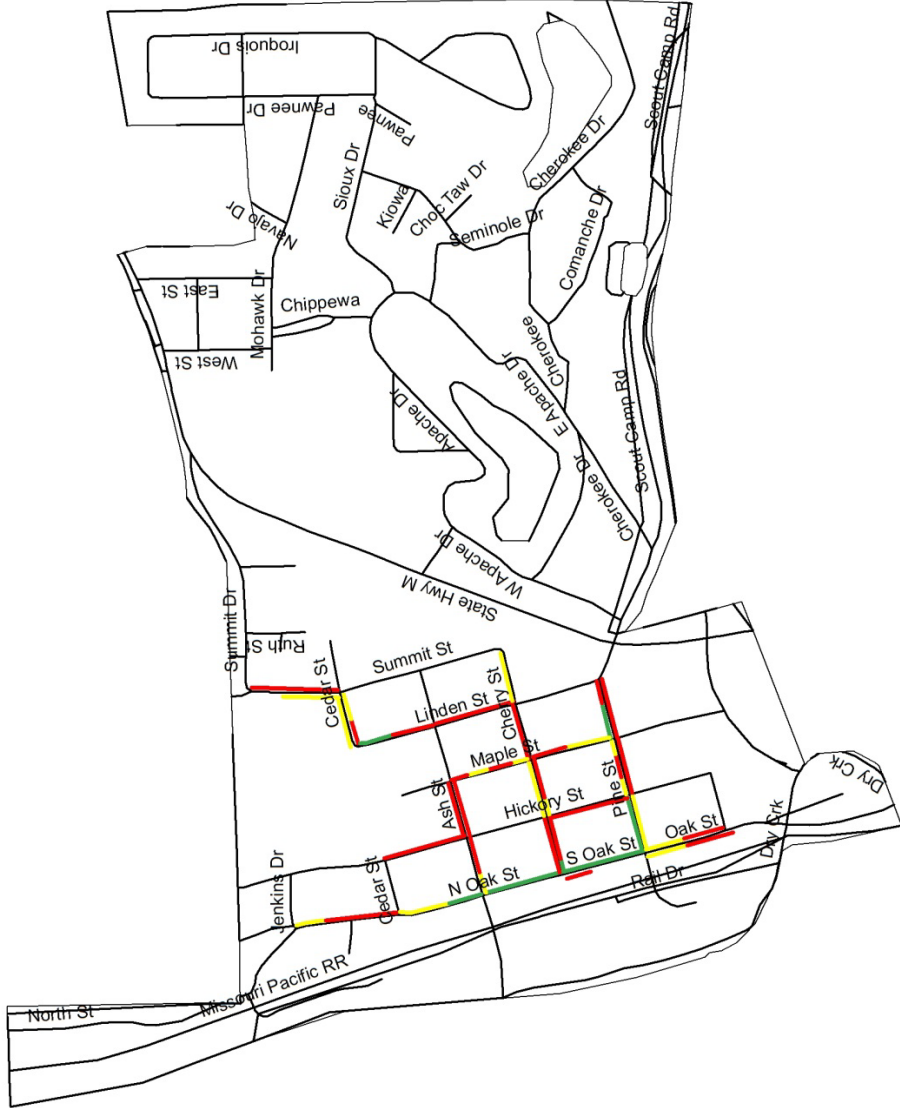 Scout Camp Rd
Iroquois Dr
Pawnee Dr
Pawnee
Sioux Dr
Cherokee Dr
Kiowa
Choc Taw Dr
Navajo Dr
Seminole Dr
Comanche Dr
East St
Mohawk Dr
Chippewa
West St
Cherokee
E Apache Dr
Apache Dr
Scout Camp Rd
Cherokee Dr
W Apache Dr
State Hwy M
Summit Dr
Ruth St
Cedar St
Summit St
Linden St
Cherry St
Maple St
Pine St
Ash St
Hickory St
Dry Crk
Dry Crk
Oak St
S Oak St
N Oak St
Cedar St
Jenkins Dr
Rail Dr
Missouri Pacific RR
North St